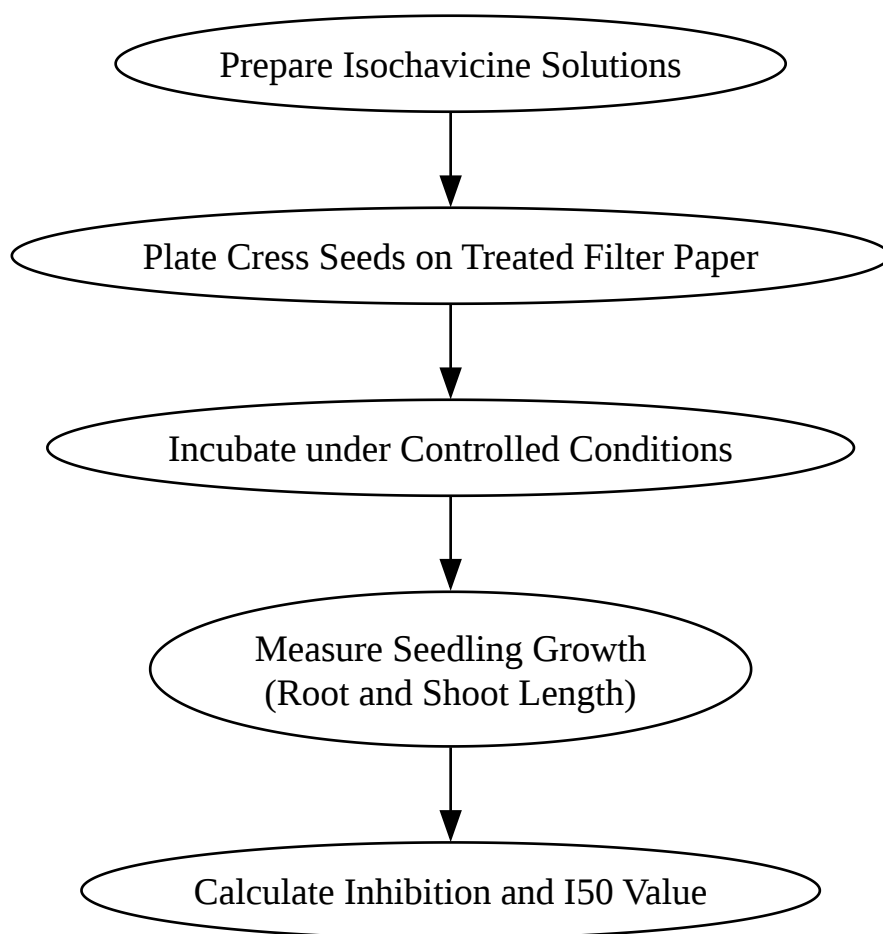 Prepare Isochavicine Solutions
Plate Cress Seeds on Treated Filter Paper
Incubate under Controlled Conditions
Measure Seedling Growth
(Root and Shoot Length)
Calculate Inhibition and I50 Value